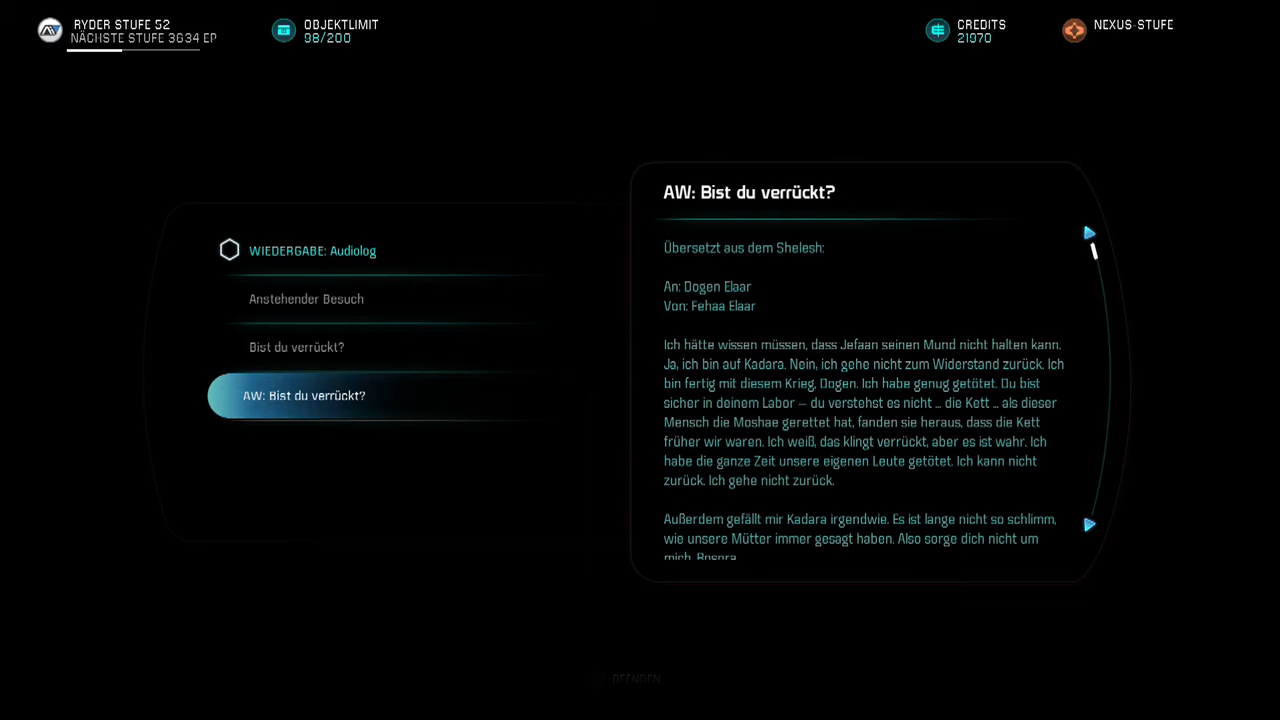 RYDER STUFE 52
NÄCHSTE STUFE 3634 EP
OBJEKTLIMIT
98/200
CREDITS
21970
NEXUS-STUFE
WIEDERGABE: Audiolog
Anstehender Besuch
Bist du verrückt?
AW: Bist du verrückt?
AW: Bist du verrückt?
Übersetzt aus dem Shelesh:
An: Dogen Elaar
Von: Fehaa Elaar
Ich hätte wissen müssen, dass Jefaan seinen Mund nicht halten kann.
Ja, ich bin auf Kadara. Nein, ich gehe nicht zum Widerstand zurück. Ich
bin fertig mit diesem Krieg, Dogen. Ich habe genug getötet. Du bist
sicher in deinem Labor – du verstehst es nicht ... die Kett ... als dieser
Mensch die Moshae gerettet hat, fanden sie heraus, dass die Kett
früher wir waren. Ich weiß, das klingt verrückt, aber es ist wahr. Ich
habe die ganze Zeit unsere eigenen Leute getötet. Ich kann nicht
zurück. Ich gehe nicht zurück.
Außerdem gefällt mir Kadara irgendwie. Es ist lange nicht so schlimm,
wie unsere Mütter immer gesagt haben. Also sorge dich nicht um
mich.
BEENDEN